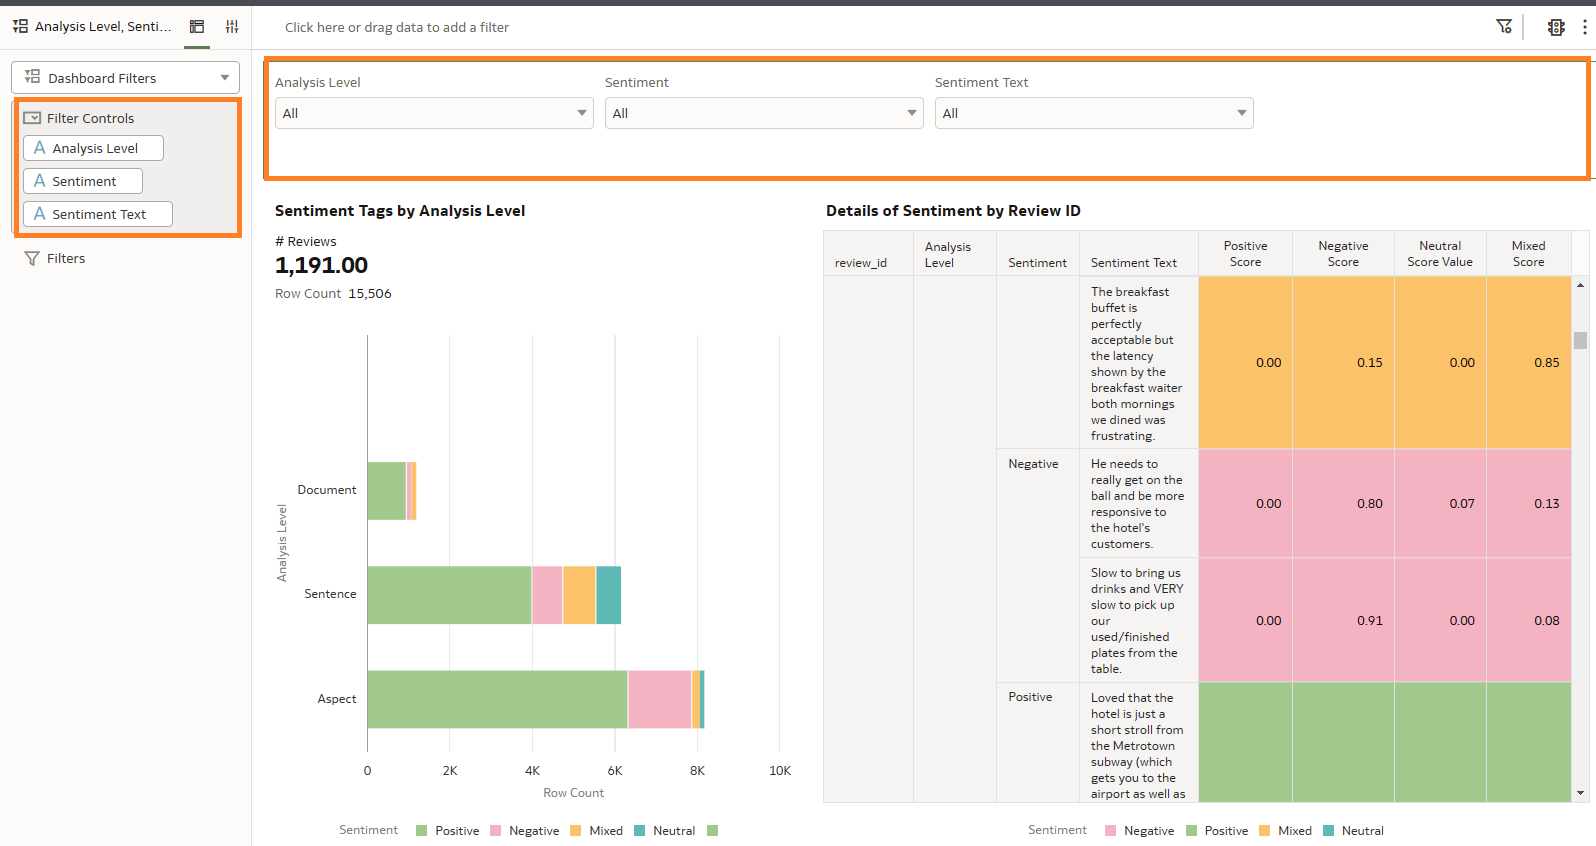 Analysis Level, Senti...
Click here or drag data to add a filter
Dashboard Filters
Filter Controls
A Analysis Level
A Sentiment
A Sentiment Text
Filters
Analysis Level
Sentiment
Sentiment Text
All
All
All
Sentiment Tags by Analysis Level
# Reviews
1,191.00
Row Count 15,506
Analysis Level
Document
Sentence
Aspect
0 2K 4K 6K 8K 10K
Row Count
Sentiment Positive Negative Mixed Neutral
Details of Sentiment by Review ID
review_id
Analysis
Level
Sentiment
Sentiment Text
Positive
Score
Negative
Score
Neutral
Score Value
Mixed
Score
The breakfast
buffet is
perfectly
acceptable but
the latency
shown by the
breakfast waiter
both mornings
we dined was
frustrating.
0.00 0.15 0.00 0.85
Negative
He needs to
really get on the
ball and be more
responsive to
the hotel's
customers.
0.00 0.80 0.07 0.13
Slow to bring us
drinks and VERY
slow to pick up
our
used/finished
plates from the
table.
0.00 0.91 0.00 0.08
Positive
Loved that the
hotel is just a
short stroll from
the Metrotown
subway (which
gets you to the
airport as well as
Sentiment Negative Positive Mixed Neutral